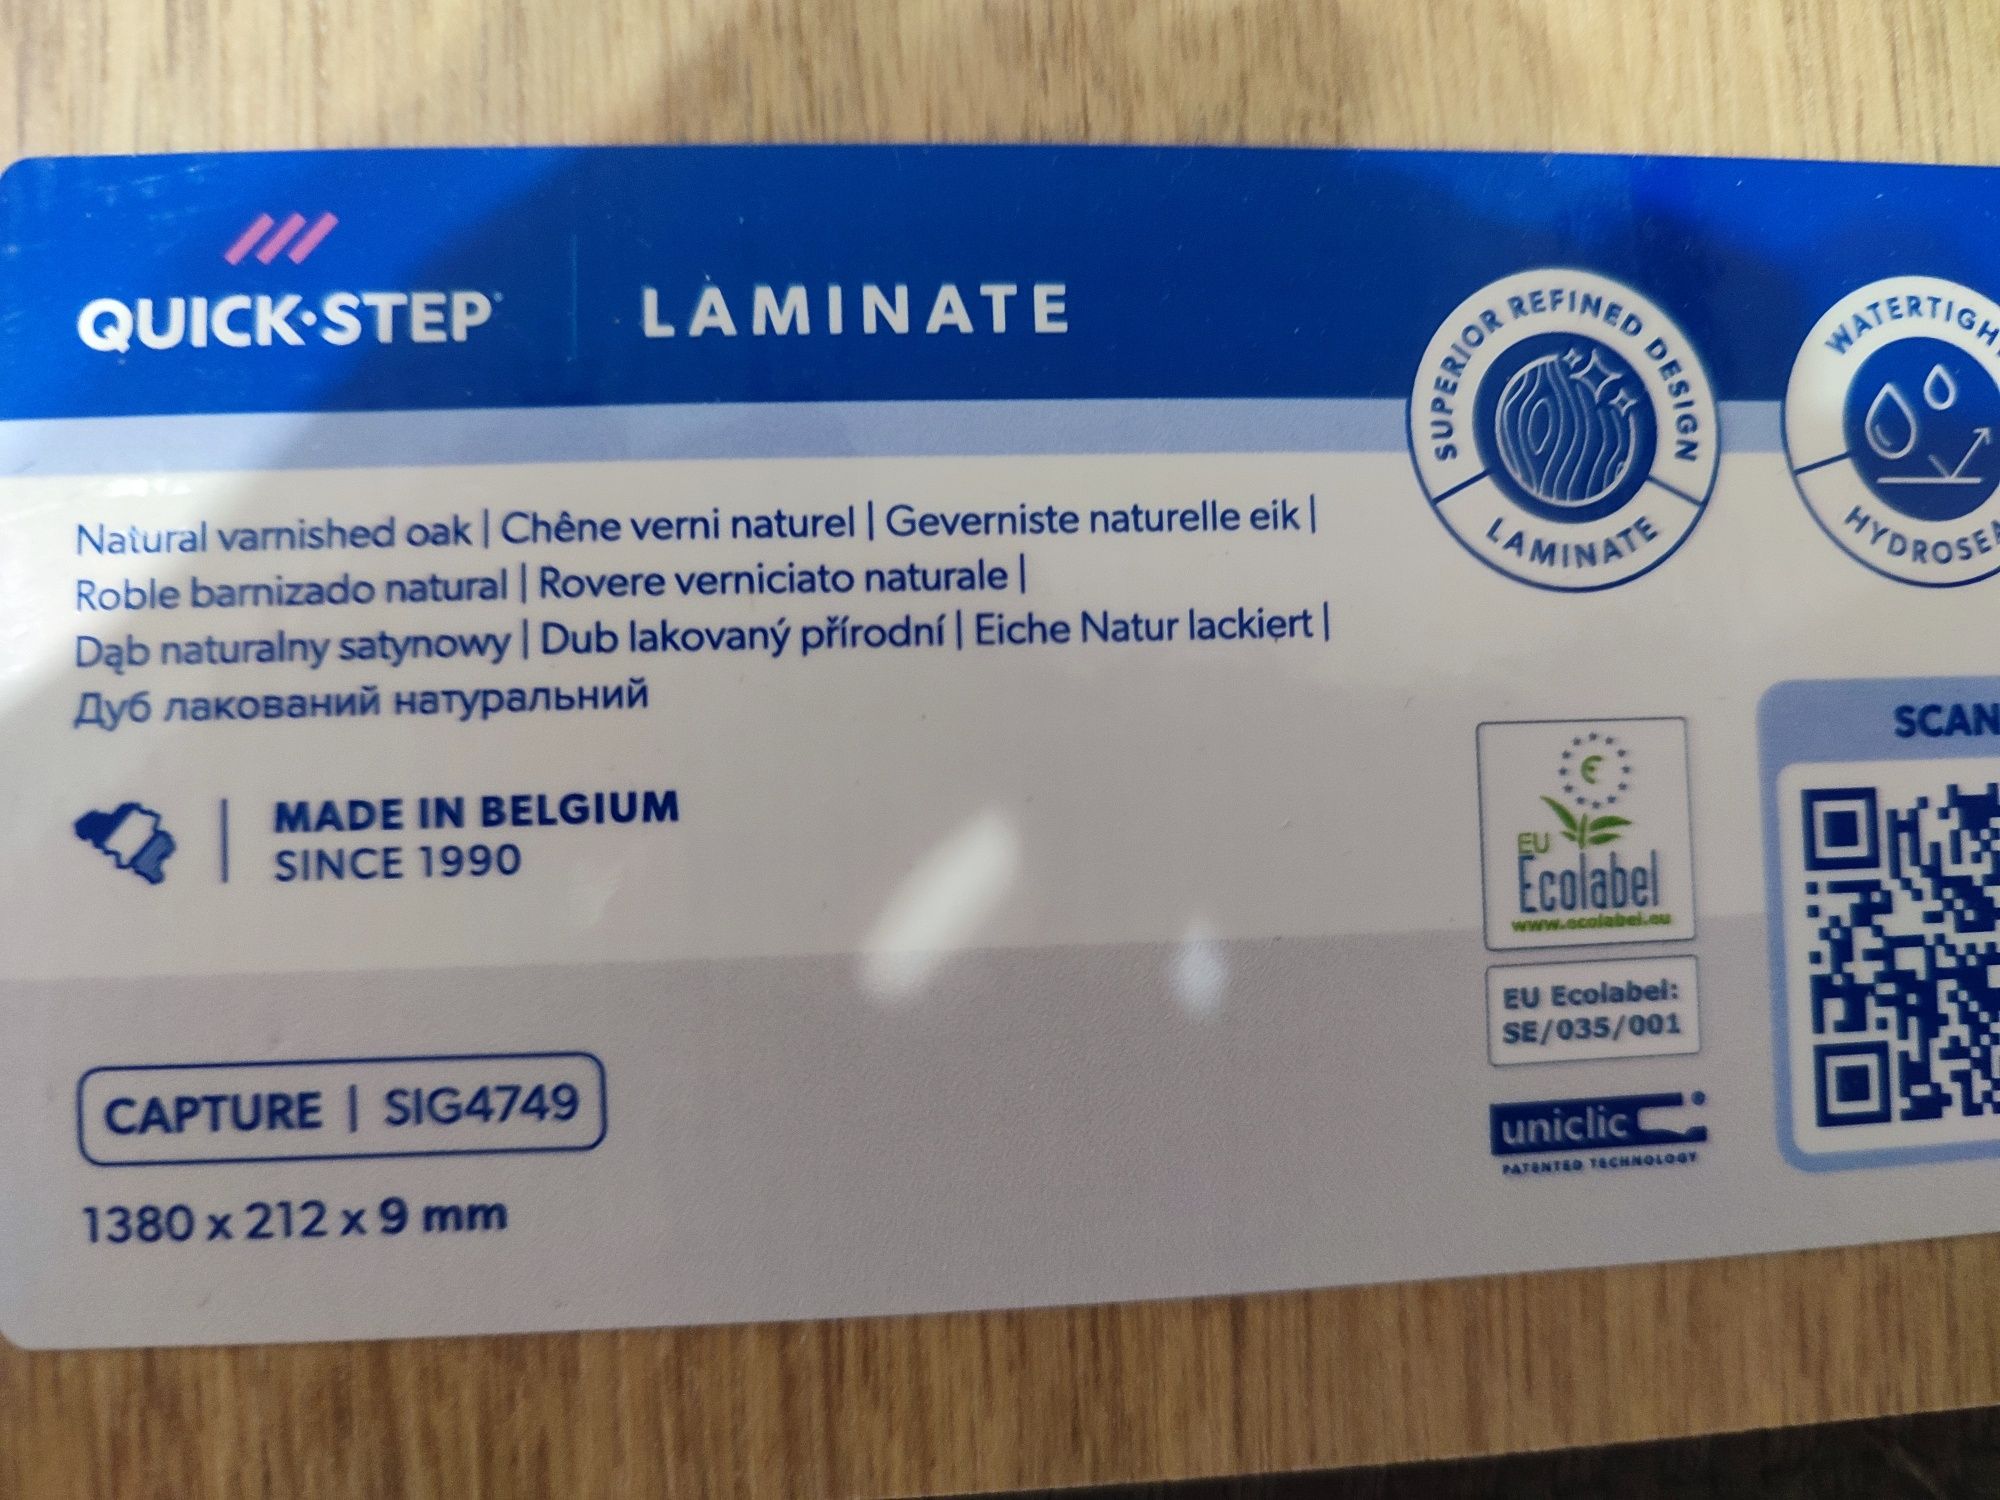 QUICK·STEP
LAMINATE
SUPERIOR REFINED DESIGN
LAMINATE
Natural varnished oak | Chêne verni naturel | Geverniste naturelle eik |
Roble barnizado natural | Rovere verniciato naturale |
Dąb naturalny satynowy | Dub lakovaný přírodní | Eiche Natur lackiert |
Дуб лакований натуральний
MADE IN BELGIUM
SINCE 1990
CAPTURE | SIG4749
1380 x 212 x 9 mm
EU
Ecolabel
www.ecolabel.eu
EU Ecolabel:
SE/035/001
uniclic
PATENTED TECHNOLOGY
SCAN